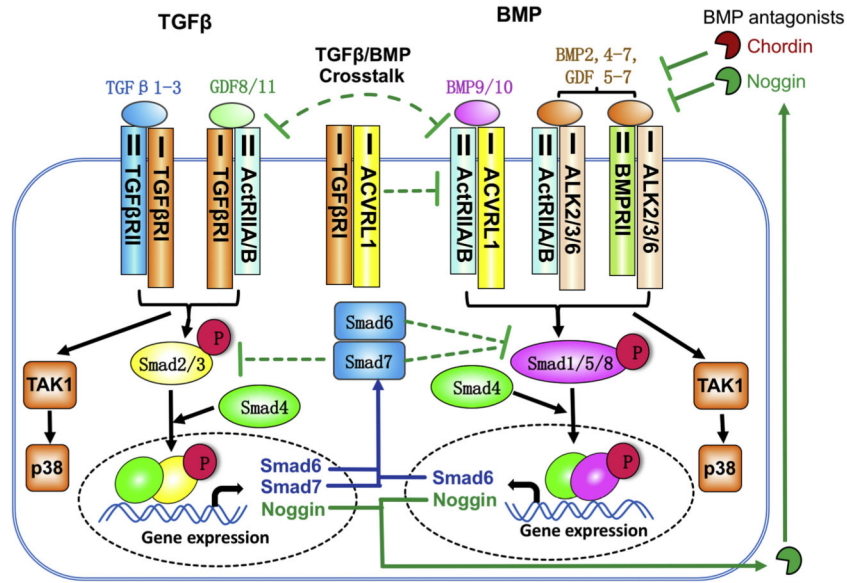 TGFβ
BMP
BMP antagonists
Chordin
Noggin
TGFβ/BMP
Crosstalk
BMP2, 4-7,
GDF 5-7
TGFβ1-3
GDF8/11
BMP9/10
II TGFβRII
I TGFβRI
I TGFβRI
II ActRIIA/B
I TGFβRI
I ACVRL1
II ActRIIA/B
I ACVRL1
II ActRIIA/B
I ALK2/3/6
II BMPRII
I ALK2/3/6
Smad6
Smad7
P
Smad2/3
P
Smad1/5/8
TAK1
Smad4
Smad4
TAK1
p38
p38
P
P
Smad6
Smad7
Noggin
Smad6
Noggin
Gene expression
Gene expression